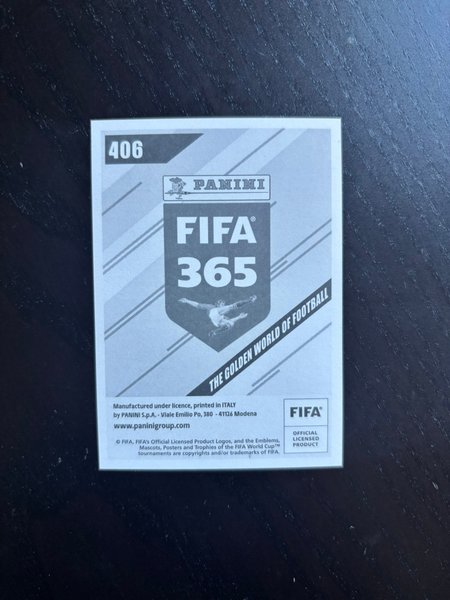 406
PANINI
FIFA®
365
THE GOLDEN WORLD OF FOOTBALL
Manufactured under licence, printed in ITALY
by PANINI S.p.A. - Viale Emilio Po, 380 - 41126 Modena
www.paninigroup.com
© FIFA, FIFA's Official Licensed Product Logos, and the Emblems,
Mascots, Posters and Trophies of the FIFA World Cup™
tournaments are copyrights and/or trademarks of FIFA.
FIFA®
OFFICIAL
LICENSED
PRODUCT